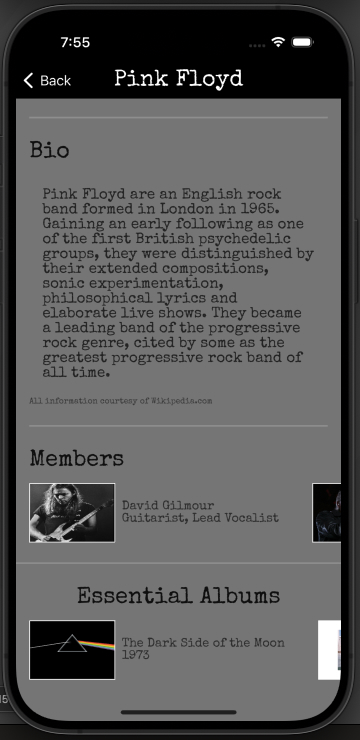 7:55
Back
Pink Floyd
Bio
Pink Floyd are an English rock
band formed in London in 1965.
Gaining an early following as one
of the first British psychedelic
groups, they were distinguished by
their extended compositions,
sonic experimentation,
philosophical lyrics and
elaborate live shows. They became
a leading band of the progressive
rock genre, cited by some as the
greatest progressive rock band of
all time.
All information courtesy of Wikipedia.com
Members
David Gilmour
Guitarist, Lead Vocalist
Essential Albums
The Dark Side of the Moon
1973